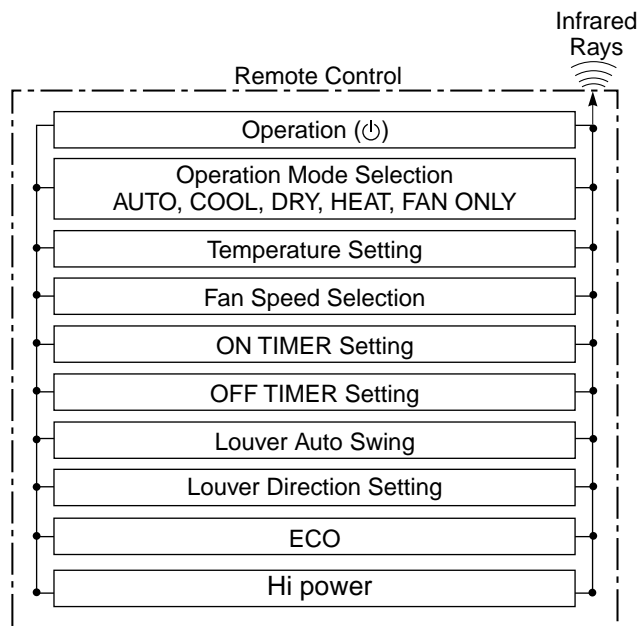 Infrared
Rays
Remote Control
Operation (⏻)
Operation Mode Selection
AUTO, COOL, DRY, HEAT, FAN ONLY
Temperature Setting
Fan Speed Selection
ON TIMER Setting
OFF TIMER Setting
Louver Auto Swing
Louver Direction Setting
ECO
Hi power